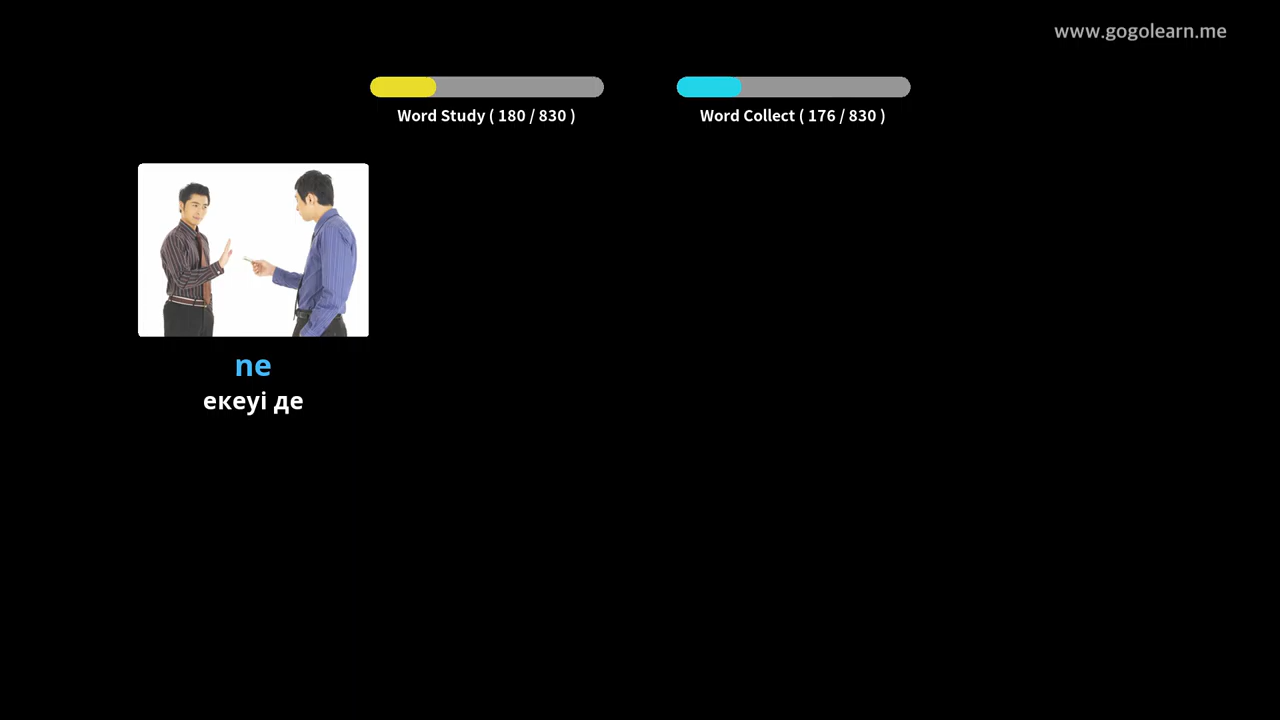 www.gogolearn.me
Word Study ( 180 / 830 )
Word Collect ( 176 / 830 )
ne
екеуі де